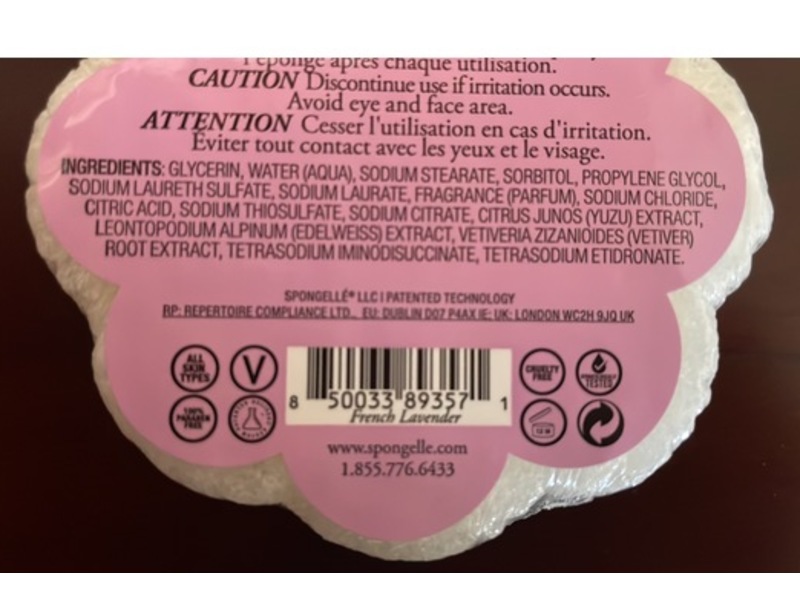 l'éponge après chaque utilisation.
CAUTION Discontinue use if irritation occurs.
Avoid eye and face area.
ATTENTION Cesser l'utilisation en cas d'irritation.
Éviter tout contact avec les yeux et le visage.
INGREDIENTS: GLYCERIN, WATER (AQUA), SODIUM STEARATE, SORBITOL, PROPYLENE GLYCOL,
SODIUM LAURETH SULFATE, SODIUM LAURATE, FRAGRANCE (PARFUM), SODIUM CHLORIDE,
CITRIC ACID, SODIUM THIOSULFATE, SODIUM CITRATE, CITRUS JUNOS (YUZU) EXTRACT,
LEONTOPODIUM ALPINUM (EDELWEISS) EXTRACT, VETIVERIA ZIZANIOIDES (VETIVER)
ROOT EXTRACT, TETRASODIUM IMINODISUCCINATE, TETRASODIUM ETIDRONATE.
SPONGELLÉ® LLC | PATENTED TECHNOLOGY
RP: REPERTOIRE COMPLIANCE LTD., EU: DUBLIN D07 P4AX IE; UK: LONDON WC2H 9JQ UK
ALL SKIN TYPES
V
100% PARABEN FREE
8 50033 89357 1
French Lavender
CRUELTY FREE
TESTED
12 M
www.spongelle.com
1.855.776.6433